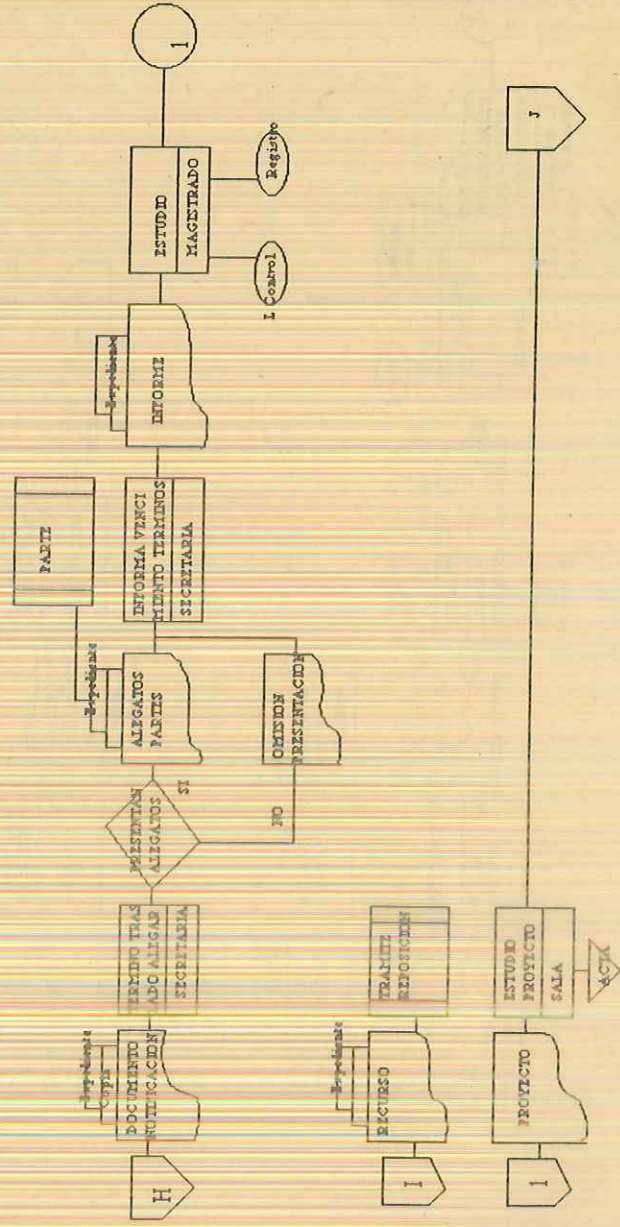 H
Expediente
Copia
DOCUMENTO
NOTIFICACION
TERMINO TRAS
LADO ALEGAR
SECRETARIA
PRESENTAN
ALEGATOS
SI
NO
Expediente
ALEGATOS
PARTES
PARTE
OMISION
PRESENTACION
INFORMA VENCI
MIENTO TERMINOS
SECRETARIA
Expediente
INFORME
ESTUDIO
MAGISTRADO
L Control
Registro
1
I
Expediente
RECURSO
TRAMITE
REPOSICION
1
PROYECTO
ESTUDIO
PROYECTO
SALA
ACTA
J